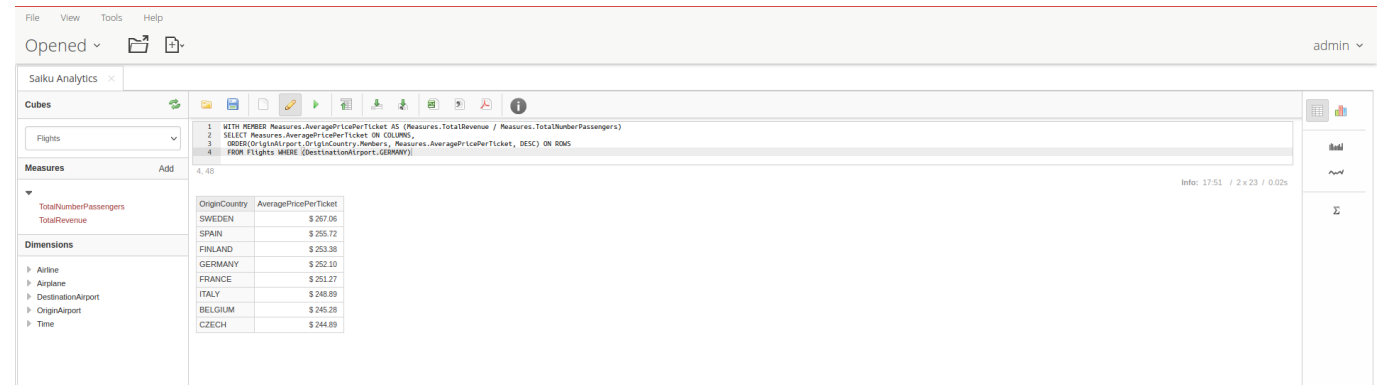 File View Tools Help
Opened
admin
Saiku Analytics ×
Cubes
Flights
Measures Add
TotalNumberPassengers
TotalRevenue
Dimensions
Airline
Airplane
DestinationAirport
OriginAirport
Time
1 WITH MEMBER Measures.AveragePricePerTicket AS (Measures.TotalRevenue / Measures.TotalNumberPassengers)
2 SELECT Measures.AveragePricePerTicket ON COLUMNS,
3 ORDER(OriginAirport.OriginCountry.Members, Measures.AveragePricePerTicket, DESC) ON ROWS
4 FROM Flights WHERE (DestinationAirport.GERMANY)
4, 48
Info: 17:51 / 2 x 23 / 0.02s
OriginCountry AveragePricePerTicket
SWEDEN $ 267.06
SPAIN $ 255.72
FINLAND $ 253.38
GERMANY $ 252.10
FRANCE $ 251.27
ITALY $ 248.89
BELGIUM $ 245.28
CZECH $ 244.89
Σ